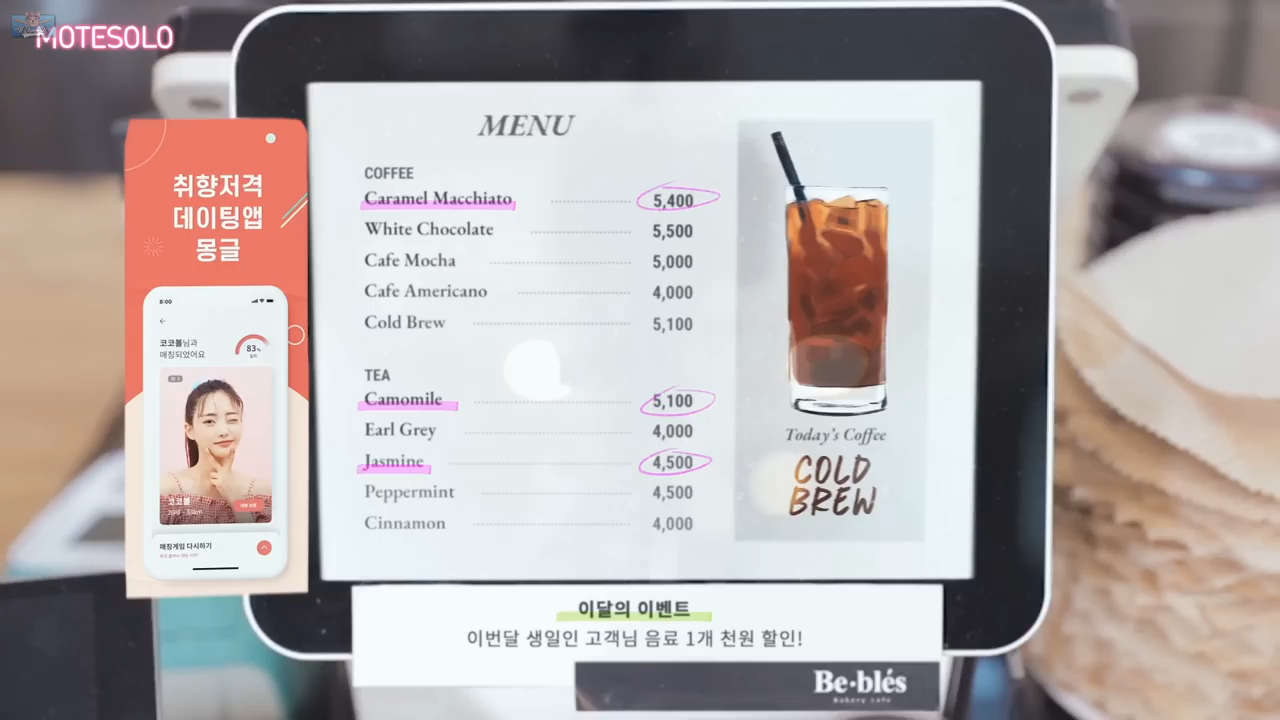 MOTESOLO
취향저격
데이팅앱
몽글
8:00
코코볼님과
매칭되었어요
83%
코코볼
매칭게임 다시하기
MENU
COFFEE
Caramel Macchiato 5,400
White Chocolate 5,500
Cafe Mocha 5,000
Cafe Americano 4,000
Cold Brew 5,100
TEA
Camomile 5,100
Earl Grey 4,000
Jasmine 4,500
Peppermint 4,500
Cinnamon 4,000
Today's Coffee
COLD
BREW
이달의 이벤트
이번달 생일인 고객님 음료 1개 천원 할인!
Be·blés
Bakery cafe